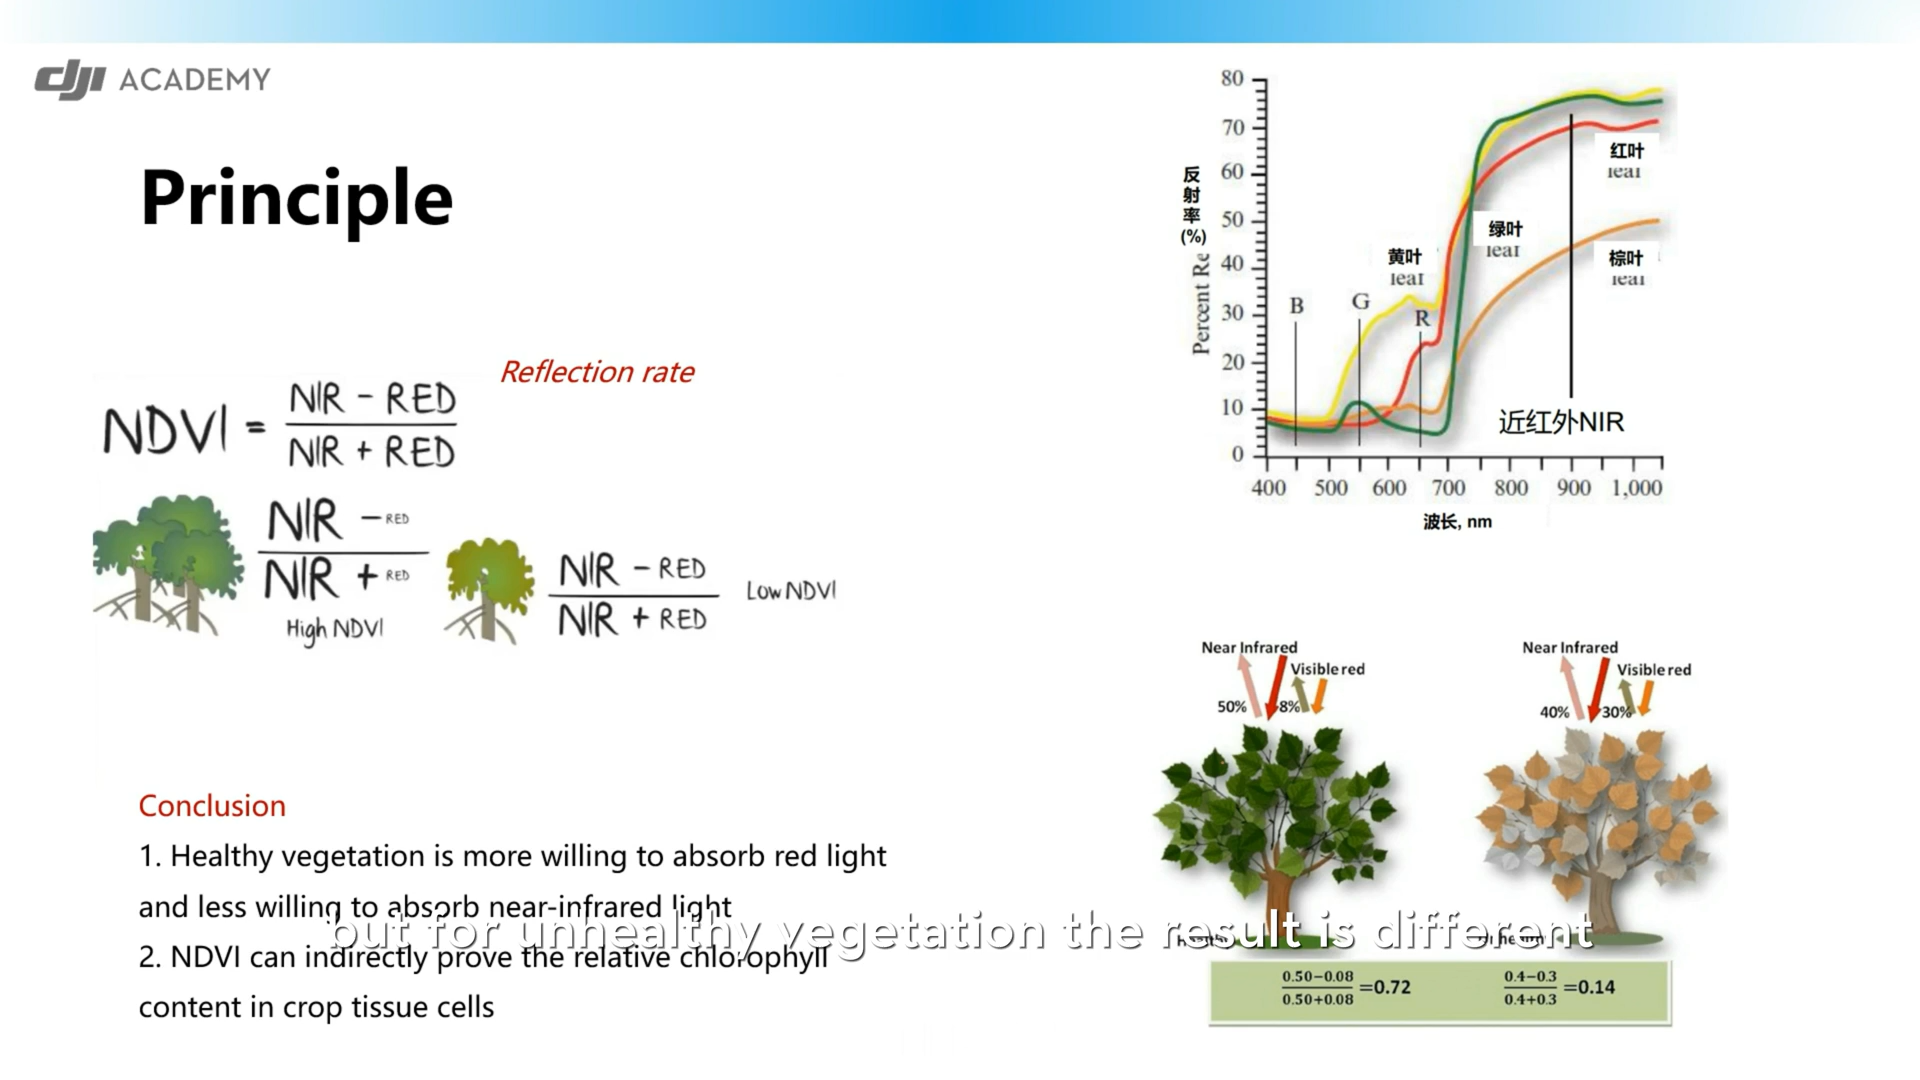 dji ACADEMY
Principle
Reflection rate
NDVI = NIR - RED
NIR + RED
NIR - RED
NIR + RED
High NDVI
NIR - RED
NIR + RED
Low NDVI
Conclusion
1. Healthy vegetation is more willing to absorb red light
and less willing to absorb near-infrared light
2. NDVI can indirectly prove the relative chlorophyll
content in crop tissue cells
but for unhealthy vegetation the result is different
反射率(%)
Percent Re
80
70
60
50
40
30
20
10
0
400 500 600 700 800 900 1,000
波长, nm
B
G
R
黄叶
leaf
绿叶
leaf
红叶
leaf
棕叶
leaf
近红外NIR
Near Infrared
Visible red
50%
8%
Near Infrared
Visible red
40%
30%
0.50−0.08
0.50+0.08
=0.72
0.4−0.3
0.4+0.3
=0.14